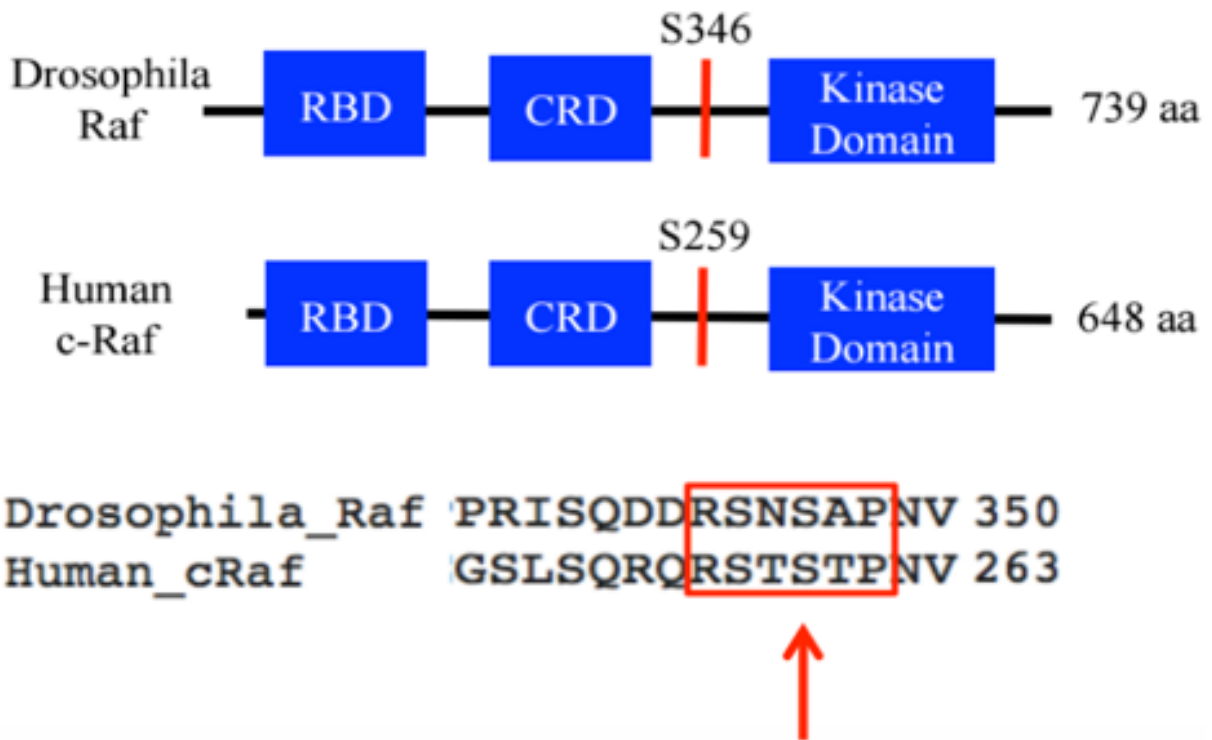 S346
Drosophila
Raf
RBD
CRD
Kinase
Domain
739 aa
S259
Human
c-Raf
RBD
CRD
Kinase
Domain
648 aa
Drosophila_Raf PRISQDDRSNSAPNV 350
Human_cRaf GSLSQRQRSTSTPNV 263